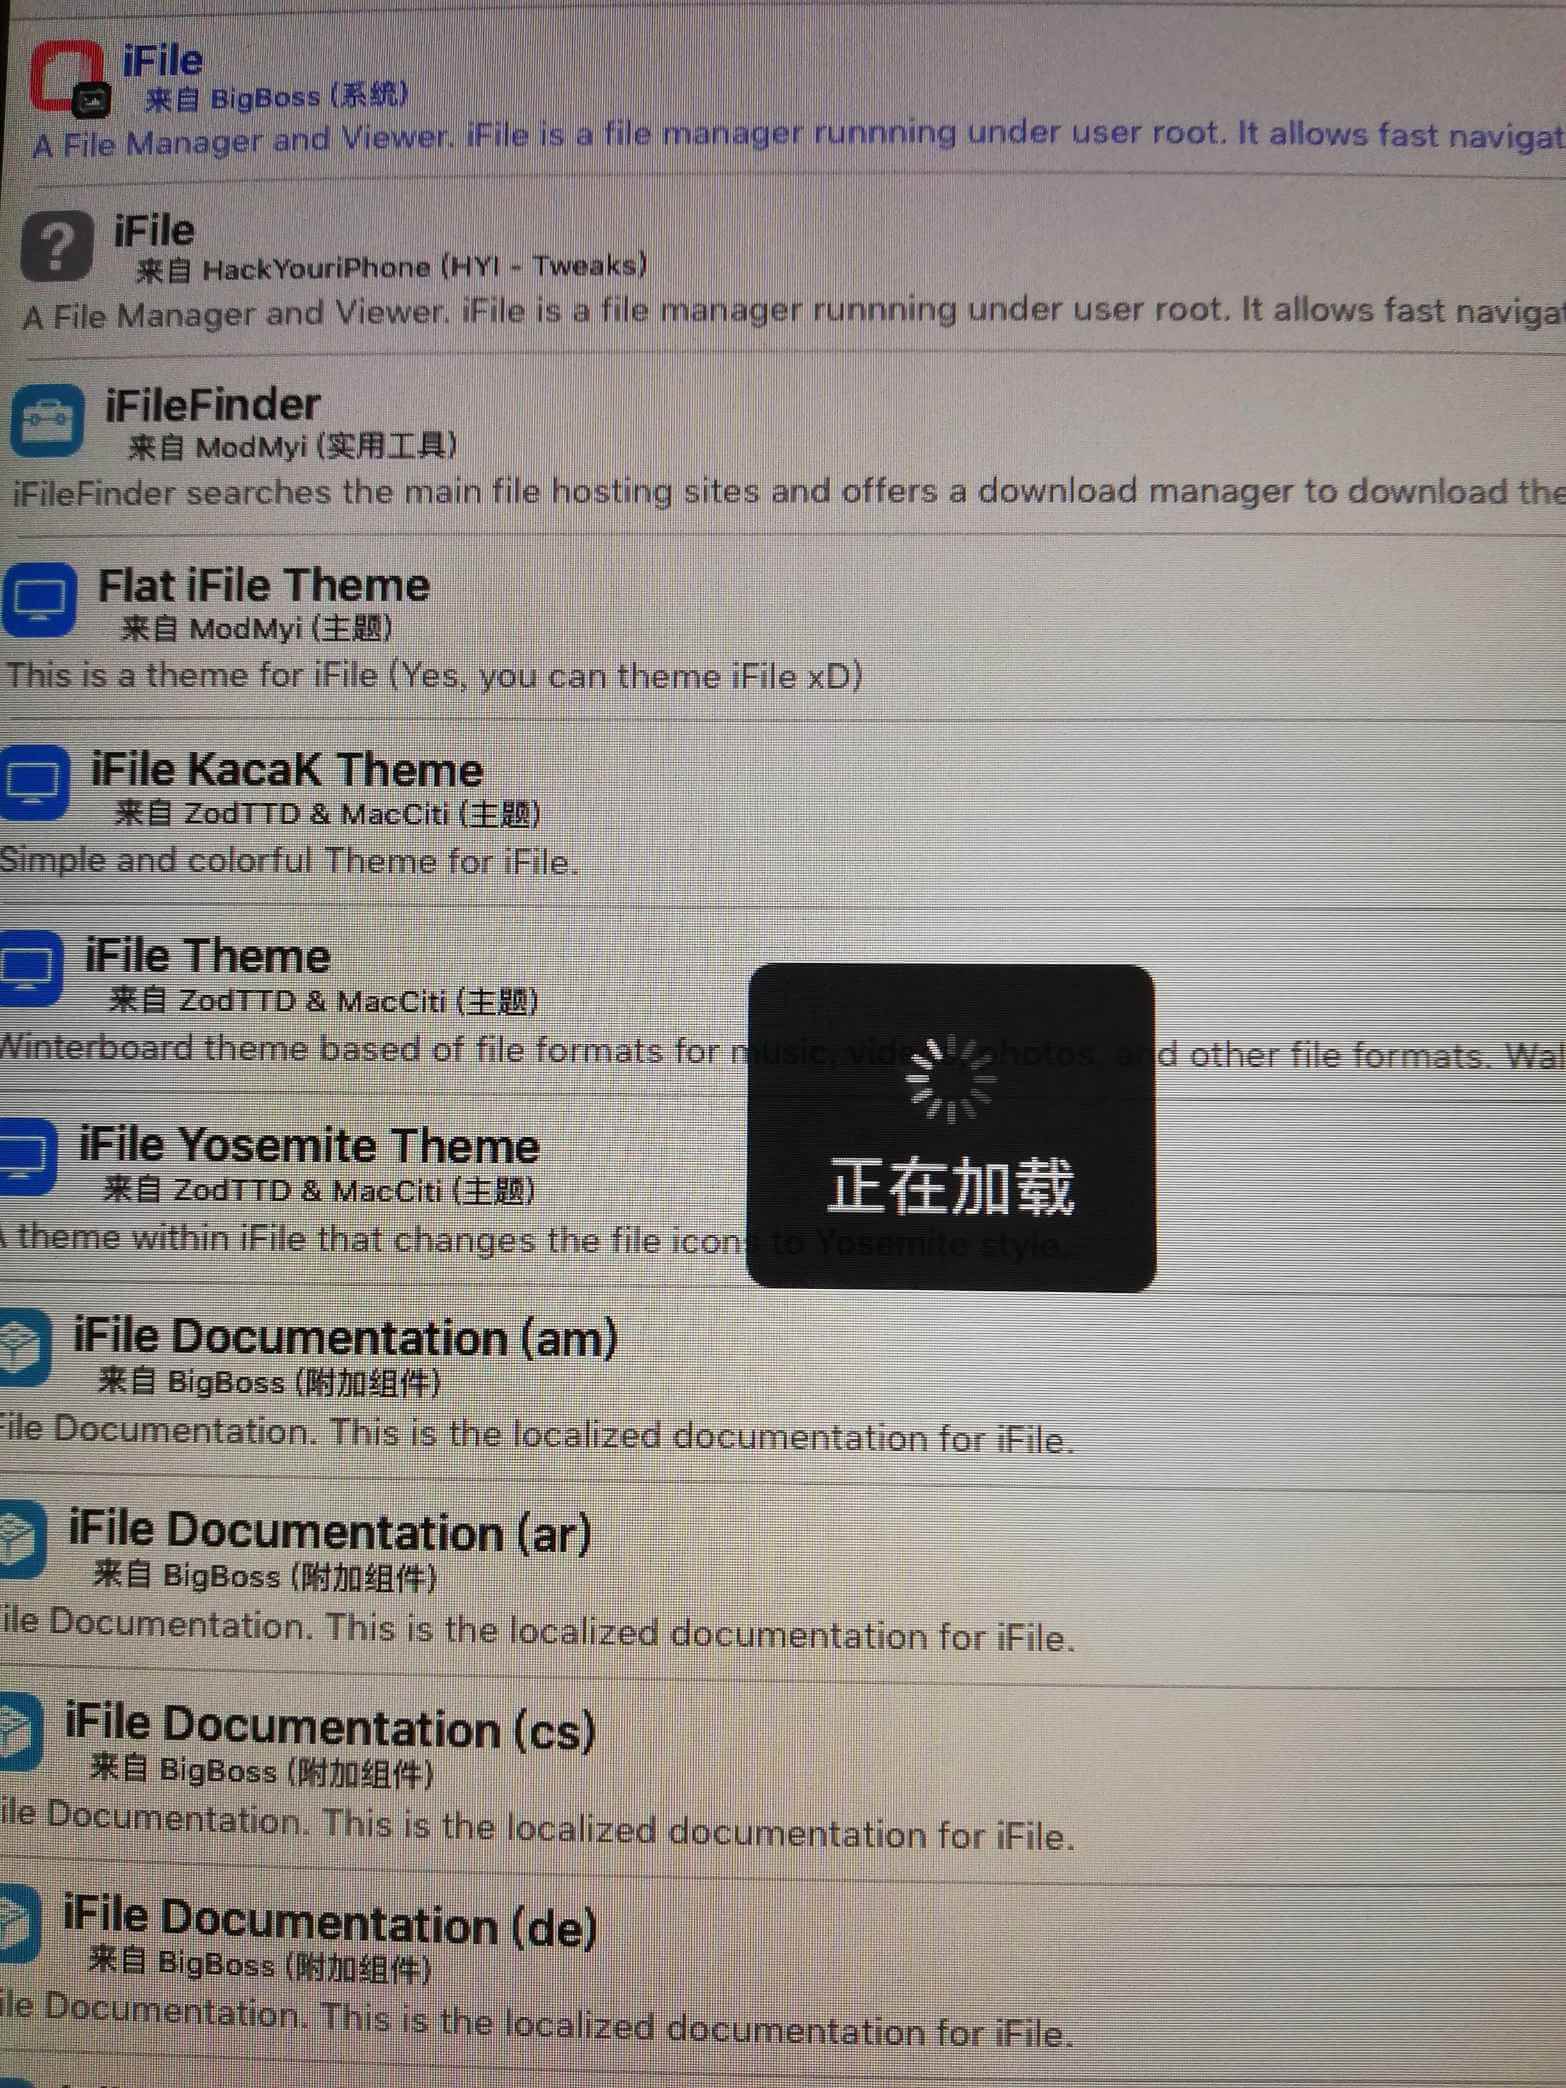 iFile
来自 BigBoss (系统)
A File Manager and Viewer. iFile is a file manager runnning under user root. It allows fast navigat
iFile
来自 HackYouriPhone (HYI - Tweaks)
A File Manager and Viewer. iFile is a file manager runnning under user root. It allows fast navigat
iFileFinder
来自 ModMyi (实用工具)
iFileFinder searches the main file hosting sites and offers a download manager to download the
Flat iFile Theme
来自 ModMyi (主题)
This is a theme for iFile (Yes, you can theme iFile xD)
iFile KacaK Theme
来自 ZodTTD & MacCiti (主题)
Simple and colorful Theme for iFile.
iFile Theme
来自 ZodTTD & MacCiti (主题)
Winterboard theme based of file formats for music, videos, photos, and other file formats. Wal
iFile Yosemite Theme
来自 ZodTTD & MacCiti (主题)
A theme within iFile that changes the file icons to Yosemite style.
正在加载
iFile Documentation (am)
来自 BigBoss (附加组件)
File Documentation. This is the localized documentation for iFile.
iFile Documentation (ar)
来自 BigBoss (附加组件)
ile Documentation. This is the localized documentation for iFile.
iFile Documentation (cs)
来自 BigBoss (附加组件)
ile Documentation. This is the localized documentation for iFile.
iFile Documentation (de)
来自 BigBoss (附加组件)
ile Documentation. This is the localized documentation for iFile.